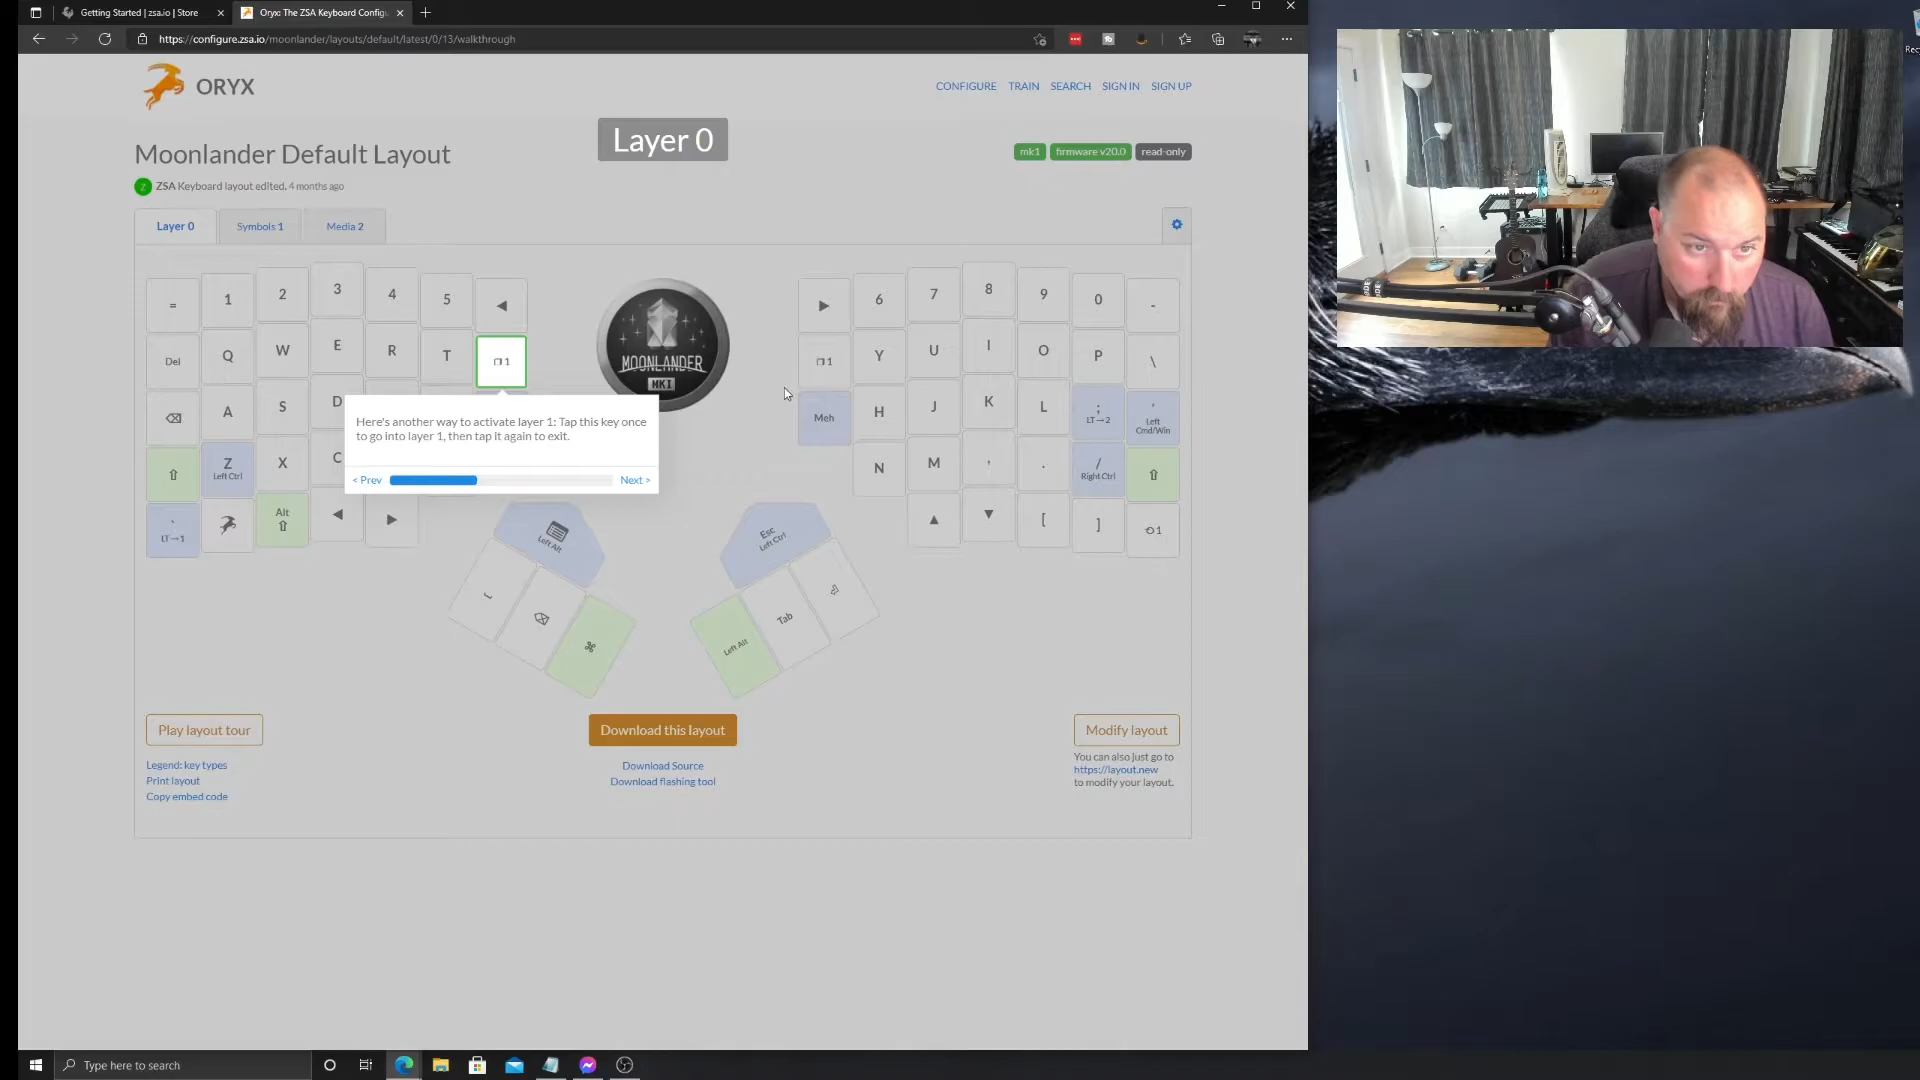 Getting Started | zsa.io | Store
Oryx: The ZSA Keyboard Configu
https://configure.zsa.io/moonlander/layouts/default/latest/0/13/walkthrough
ORYX
CONFIGURE TRAIN SEARCH SIGN IN SIGN UP
Layer 0
Moonlander Default Layout
mk1 firmware v20.0 read-only
Z ZSA Keyboard layout edited. 4 months ago
Layer 0 Symbols 1 Media 2
= 1 2 3 4 5 ◀
▶ 6 7 8 9 0 -
Del Q W E R T 1
1 Y U I O P \
A S D
Meh H J K L ; LT→2 ' Left Cmd/Win
Here's another way to activate layer 1: Tap this key once
to go into layer 1, then tap it again to exit.
< Prev Next >
⇧ Z Left Ctrl X C
N M , . / Right Ctrl ⇧
` LT→1 Alt ⇧ ◀ ▶
▲ ▼ [ ] 1
Left Alt
Esc Left Ctrl
⌘
Left Alt
Tab
MOONLANDER
MKI
Play layout tour
Download this layout
Modify layout
Legend: key types
Print layout
Copy embed code
Download Source
Download flashing tool
You can also just go to
https://layout.new
to modify your layout.
Type here to search